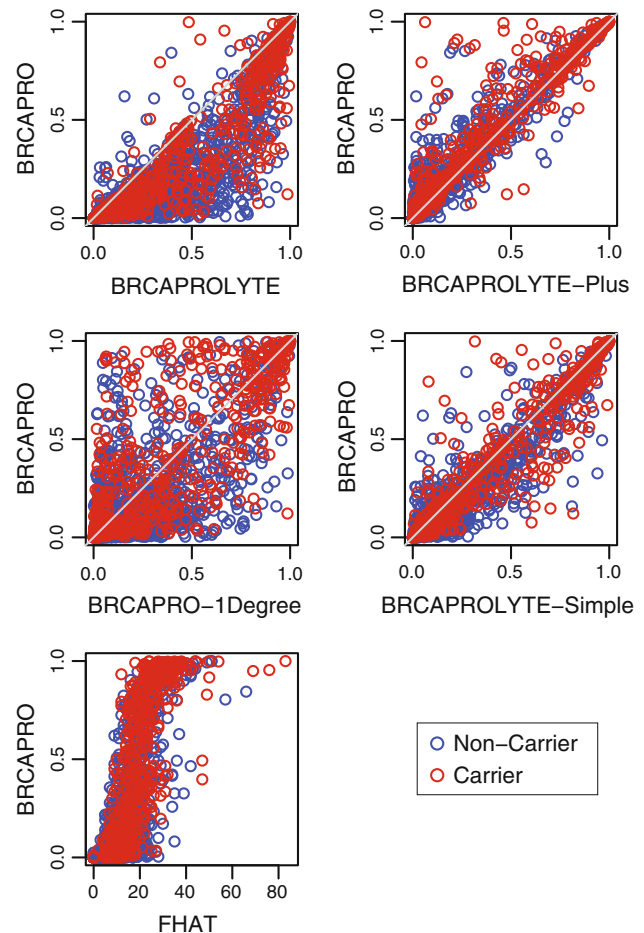 BRCAPRO
1.0
0.5
0.0
0.0 0.5 1.0
BRCAPROLYTE
BRCAPRO
1.0
0.5
0.0
0.0 0.5 1.0
BRCAPROLYTE−Plus
BRCAPRO
1.0
0.5
0.0
0.0 0.5 1.0
BRCAPRO−1Degree
BRCAPRO
1.0
0.5
0.0
0.0 0.5 1.0
BRCAPROLYTE−Simple
BRCAPRO
1.0
0.5
0.0
0 20 40 60 80
FHAT
Non−Carrier
Carrier